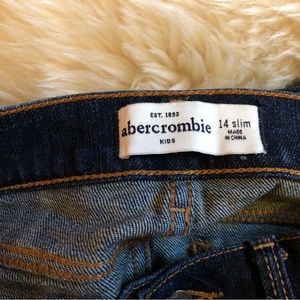 EST. 1892
abercrombie
KIDS
14 slim
MADE
IN CHINA